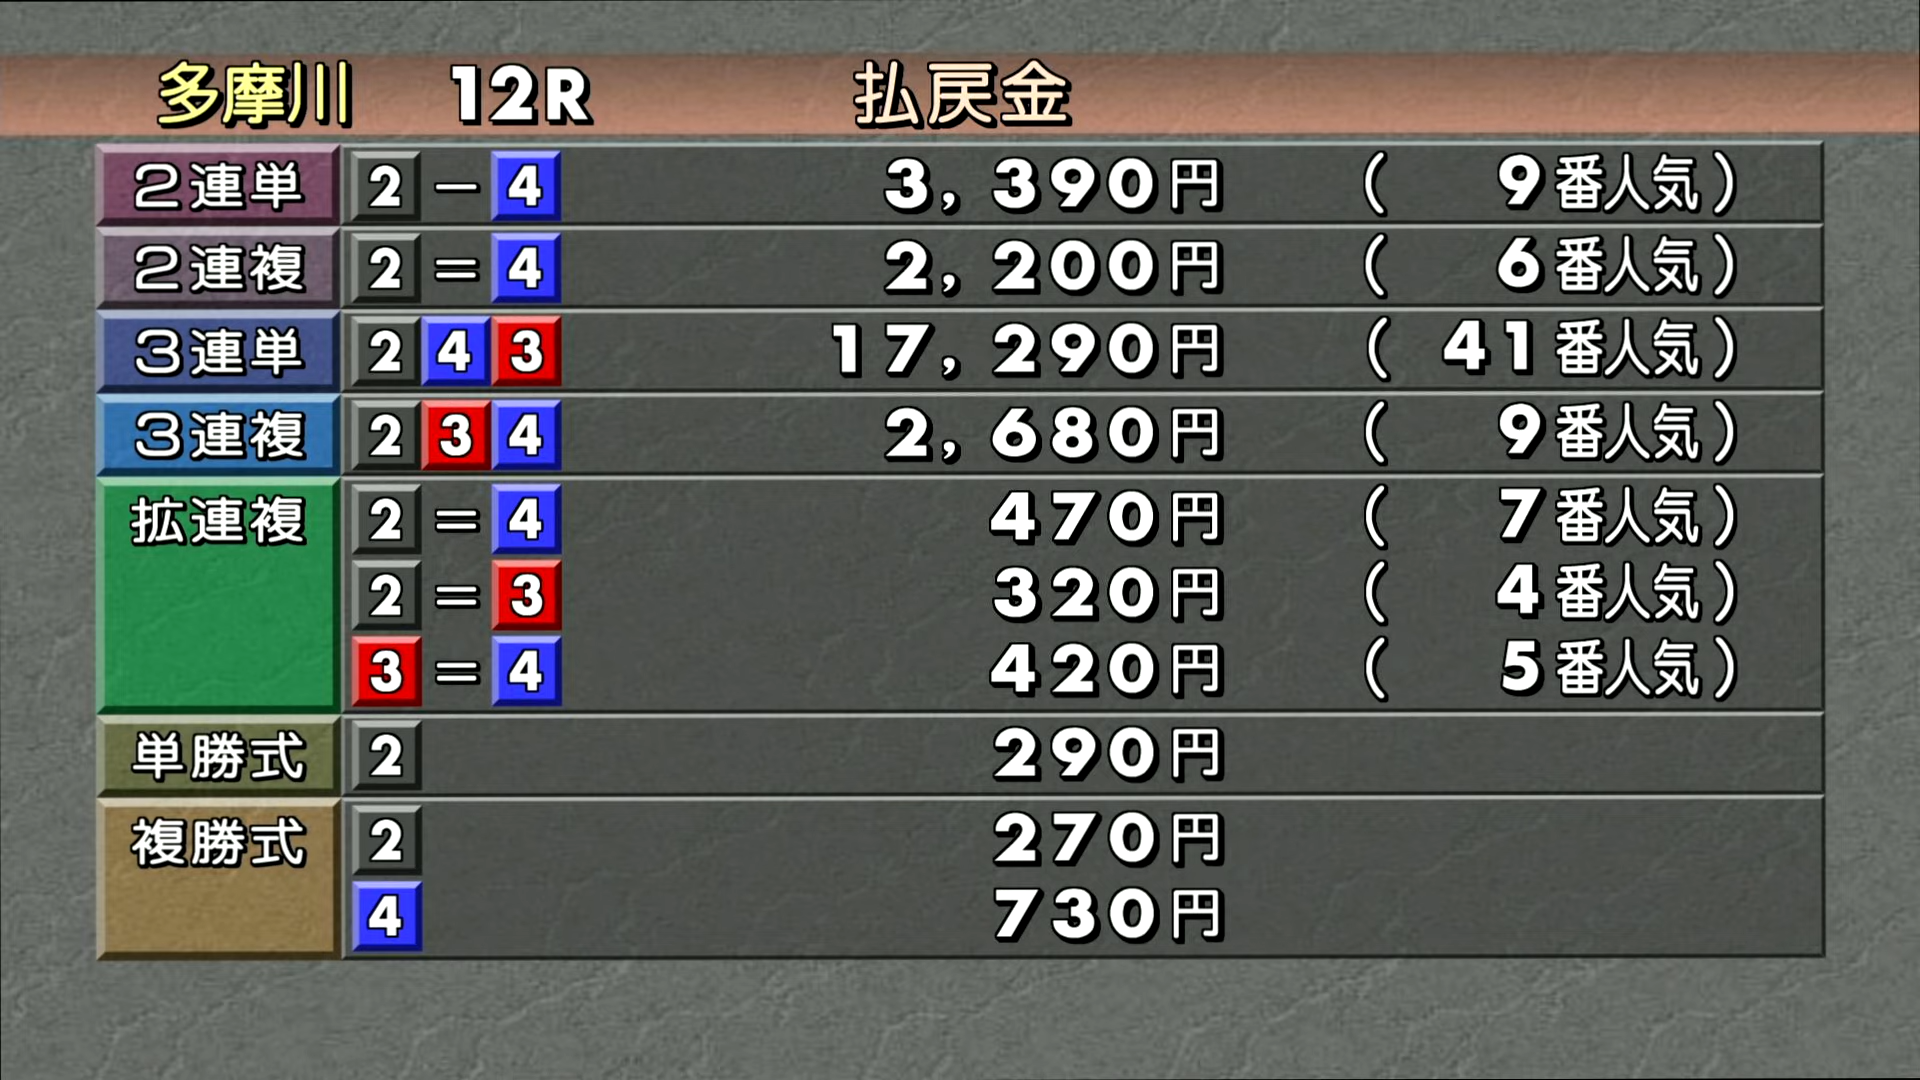 多摩川 12R 払戻金
2連単 2 － 4 3,390円 ( 9番人気)
2連複 2 ＝ 4 2,200円 ( 6番人気)
3連単 2 4 3 17,290円 ( 41番人気)
3連複 2 3 4 2,680円 ( 9番人気)
拡連複 2 ＝ 4 470円 ( 7番人気)
2 ＝ 3 320円 ( 4番人気)
3 ＝ 4 420円 ( 5番人気)
単勝式 2 290円
複勝式 2 270円
4 730円